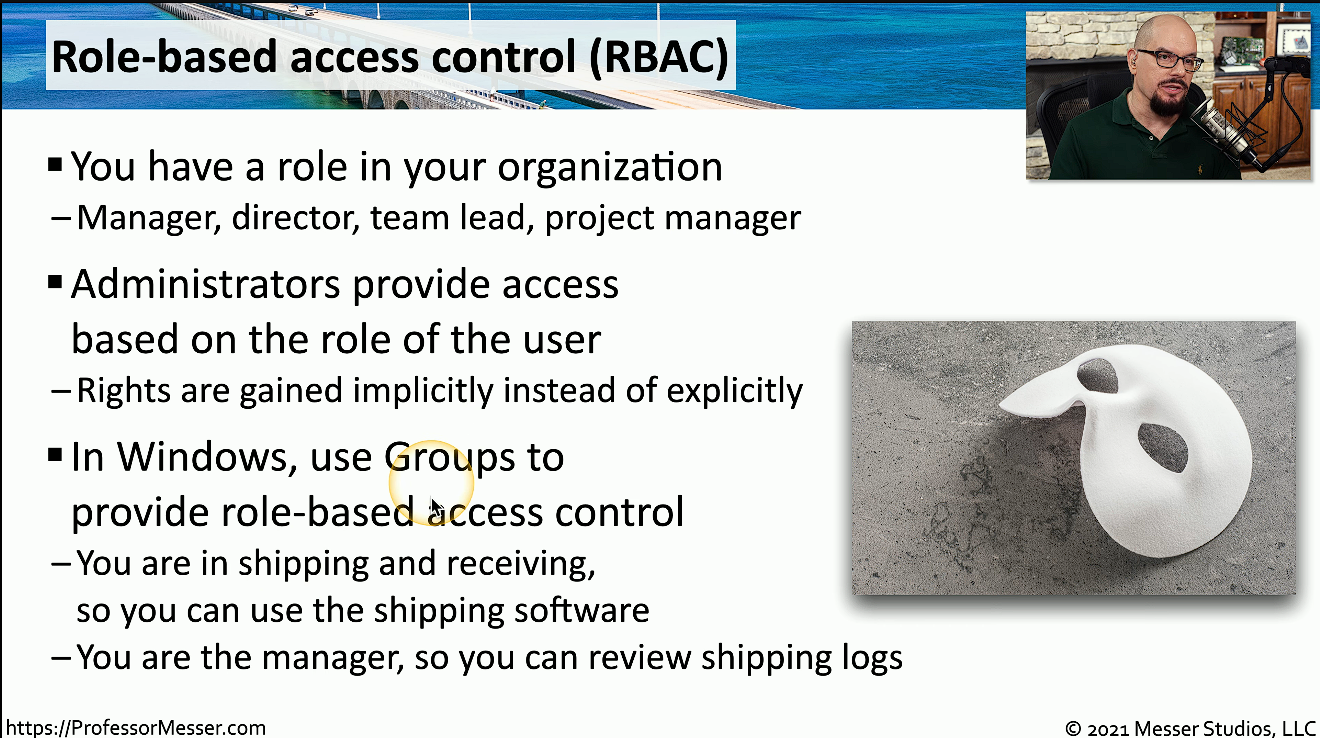 Role-based access control (RBAC)
▪ You have a role in your organization
– Manager, director, team lead, project manager
▪ Administrators provide access
based on the role of the user
– Rights are gained implicitly instead of explicitly
▪ In Windows, use Groups to
provide role-based access control
– You are in shipping and receiving,
so you can use the shipping software
– You are the manager, so you can review shipping logs
https://ProfessorMesser.com
© 2021 Messer Studios, LLC